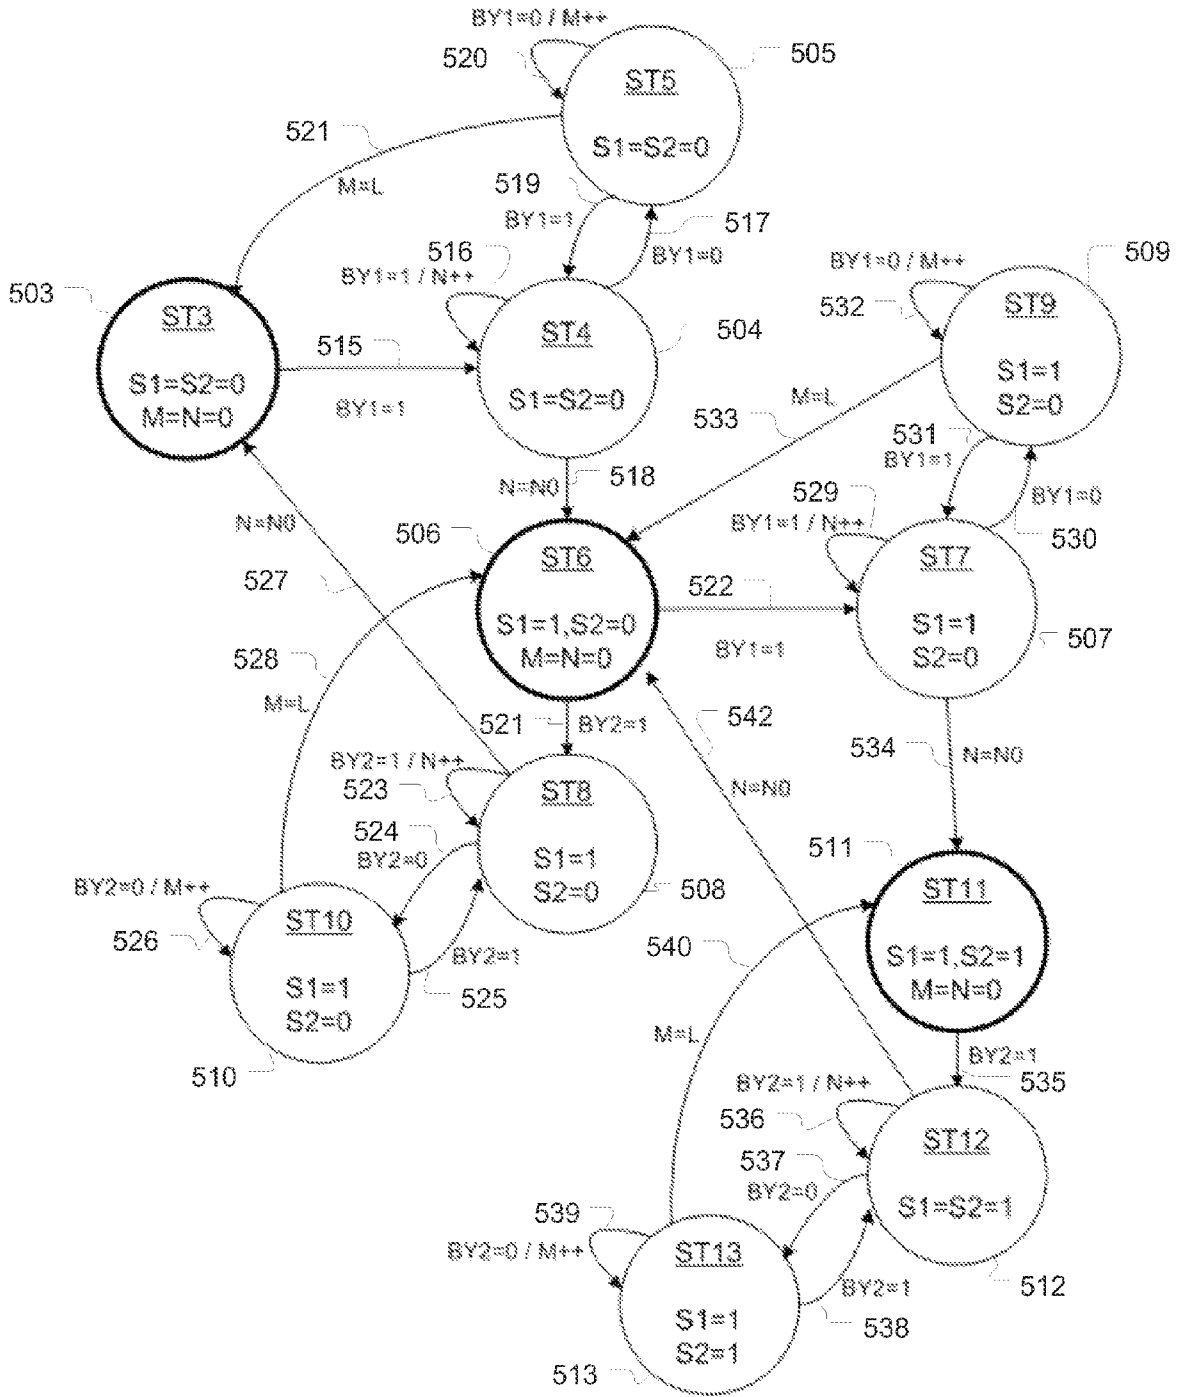 BY1=0 / M++
520
505
ST5
S1=S2=0
521
M=L
519
BY1=1
517
BY1=0
516
BY1=1 / N++
503
ST3
S1=S2=0
M=N=0
515
BY1=1
ST4
S1=S2=0
504
509
BY1=0 / M++
532
ST9
S1=1
S2=0
M=L
533
531
BY1=1
BY1=0
530
518
N=N0
N=N0
527
529
BY1=1 / N++
506
ST6
S1=1,S2=0
M=N=0
522
BY1=1
ST7
S1=1
S2=0
507
528
M=L
521
BY2=1
542
N=N0
534
N=N0
BY2=1 / N++
523
524
BY2=0
ST8
S1=1
S2=0
508
511
ST11
S1=1,S2=1
M=N=0
BY2=0 / M++
526
ST10
S1=1
S2=0
BY2=1
525
510
540
M=L
BY2=1
535
BY2=1 / N++
536
537
BY2=0
ST12
S1=S2=1
512
539
BY2=0 / M++
ST13
S1=1
S2=1
BY2=1
538
513